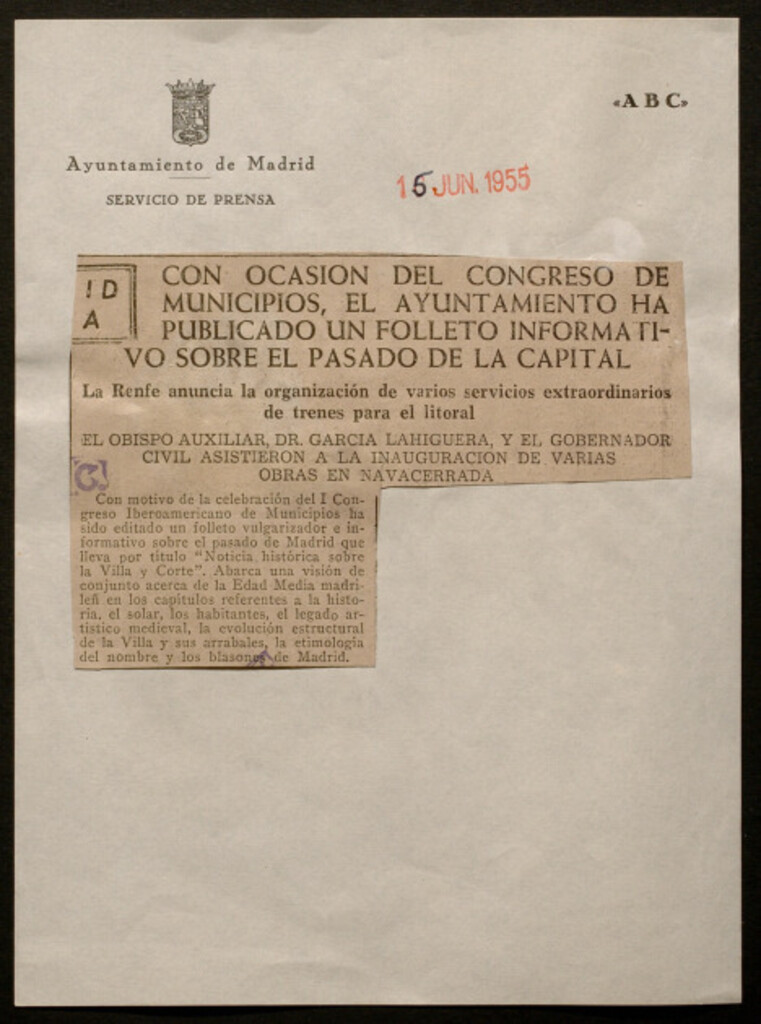 «A B C»
Ayuntamiento de Madrid
SERVICIO DE PRENSA
16 JUN. 1955
ID
A
CON OCASION DEL CONGRESO DE
MUNICIPIOS, EL AYUNTAMIENTO HA
PUBLICADO UN FOLLETO INFORMATI-
VO SOBRE EL PASADO DE LA CAPITAL
La Renfe anuncia la organización de varios servicios extraordinarios
de trenes para el litoral
EL OBISPO AUXILIAR, DR. GARCIA LAHIGUERA, Y EL GOBERNADOR
CIVIL ASISTIERON A LA INAUGURACION DE VARIAS
OBRAS EN NAVACERRADA
Con motivo de la celebración del I Con-
greso Iberoamericano de Municipios ha
sido editado un folleto vulgarizador e in-
formativo sobre el pasado de Madrid que
lleva por título "Noticia histórica sobre
la Villa y Corte". Abarca una visión de
conjunto acerca de la Edad Media madri-
leñ en los capítulos referentes a la histo-
ria, el solar, los habitantes, el legado ar-
tístico medieval, la evolución estructural
de la Villa y sus arrabales, la etimología
del nombre y los blasones de Madrid.